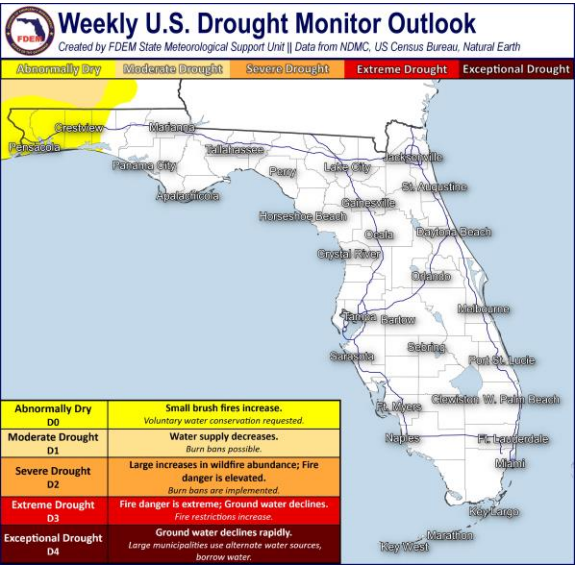 FDEM
Weekly U.S. Drought Monitor Outlook
Created by FDEM State Meteorological Support Unit || Data from NDMC, US Census Bureau, Natural Earth
Abnormally Dry Moderate Drought Severe Drought Extreme Drought Exceptional Drought
Crestview
Marianna
Pensacola
Tallahassee
Jacksonville
Panama City
Perry
Lake City
Apalachicola
St. Augustine
Gainesville
Horseshoe Beach
Ocala
Daytona Beach
Crystal River
Orlando
Melbourne
Tampa
Bartow
Sebring
Sarasota
Port St. Lucie
Clewiston
W. Palm Beach
Ft. Myers
Naples
Ft. Lauderdale
Miami
Key Largo
Marathon
Key West
Abnormally Dry
D0
Small brush fires increase.
Voluntary water conservation requested.
Moderate Drought
D1
Water supply decreases.
Burn bans possible.
Severe Drought
D2
Large increases in wildfire abundance; Fire
danger is elevated.
Burn bans are implemented.
Extreme Drought
D3
Fire danger is extreme; Ground water declines.
Fire restrictions increase.
Exceptional Drought
D4
Ground water declines rapidly.
Large municipalities use alternate water sources,
borrow water.